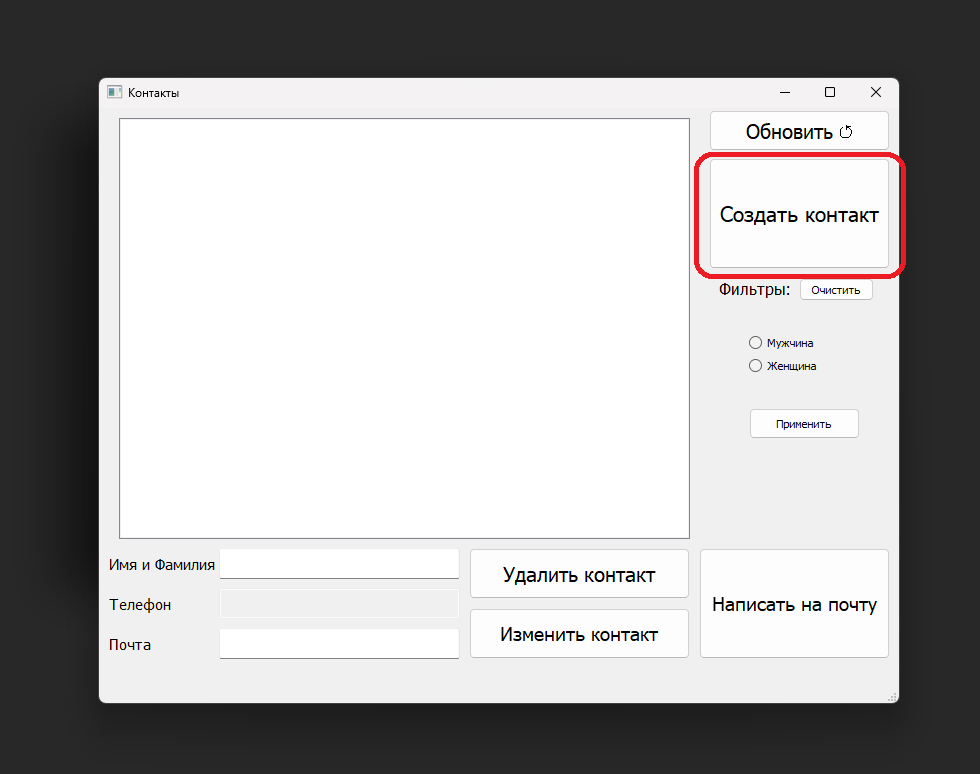 Контакты
Обновить
Создать контакт
Фильтры: Очистить
Мужчина
Женщина
Применить
Имя и Фамилия
Телефон
Почта
Удалить контакт
Изменить контакт
Написать на почту